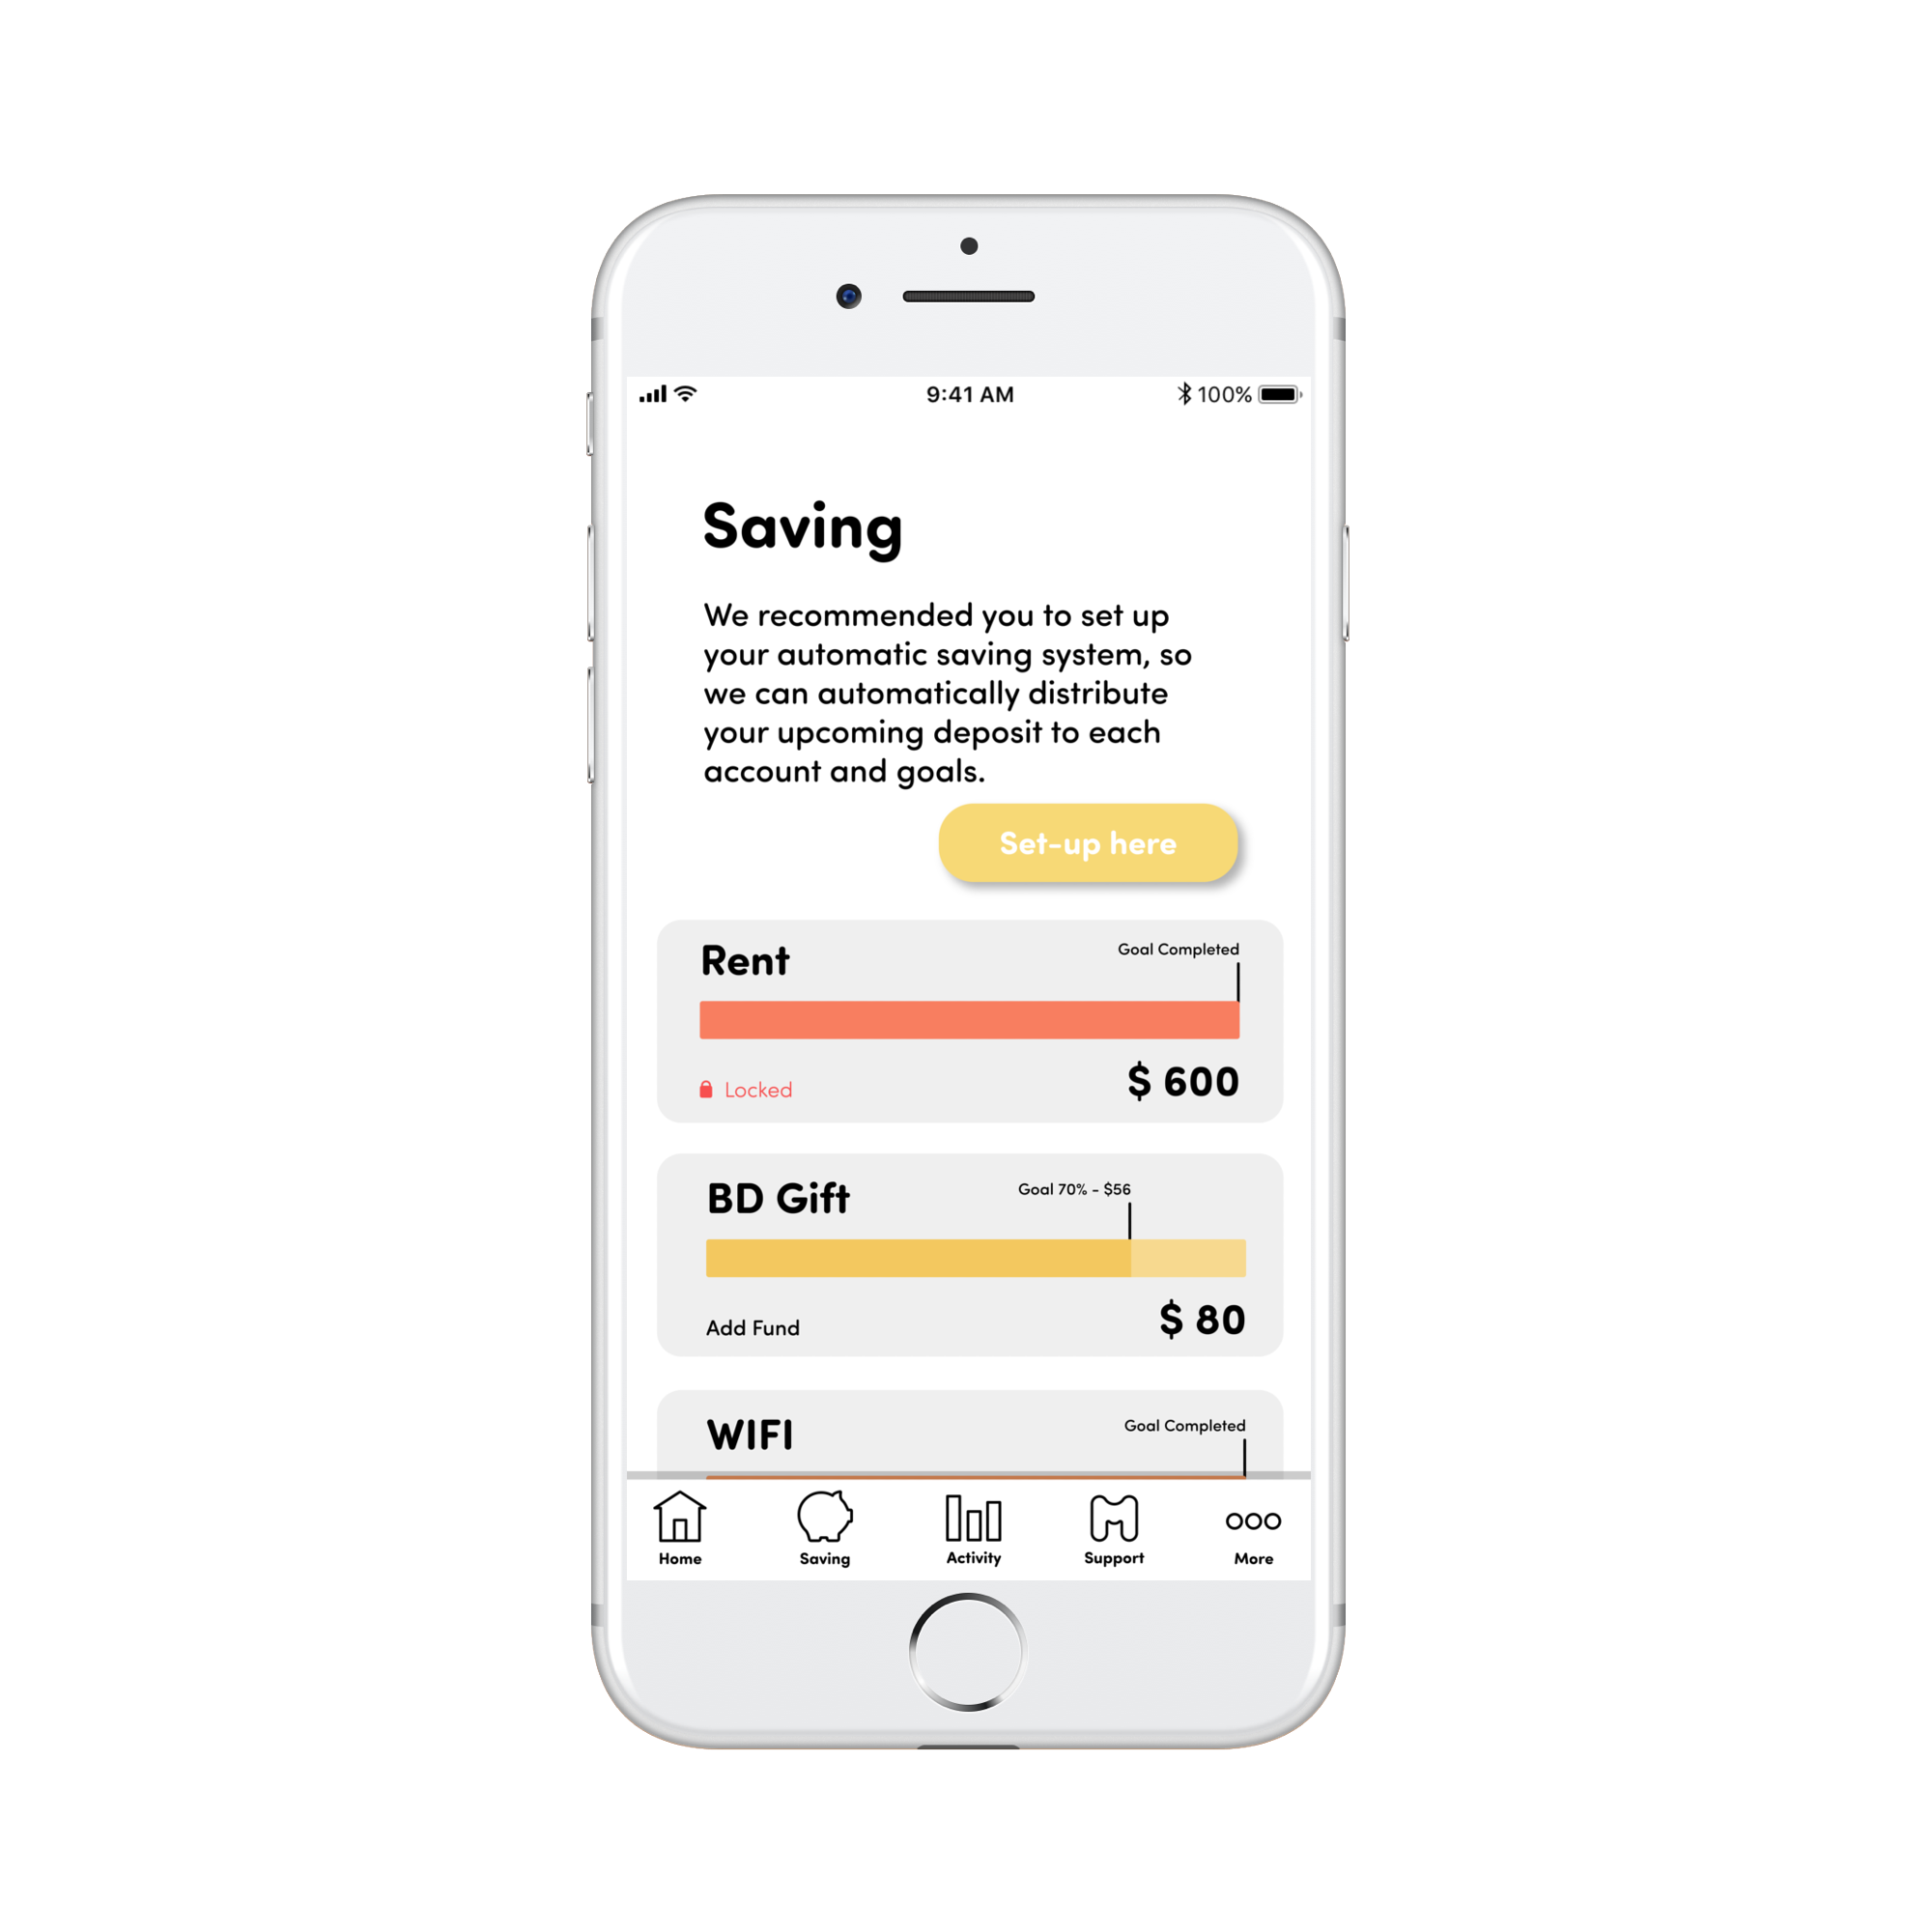 9:41 AM
100%
Saving
We recommended you to set up
your automatic saving system, so
we can automatically distribute
your upcoming deposit to each
account and goals.
Set-up here
Rent
Goal Completed
Locked
$ 600
BD Gift
Goal 70% - $56
Add Fund
$ 80
WIFI
Goal Completed
Home
Saving
Activity
Support
More